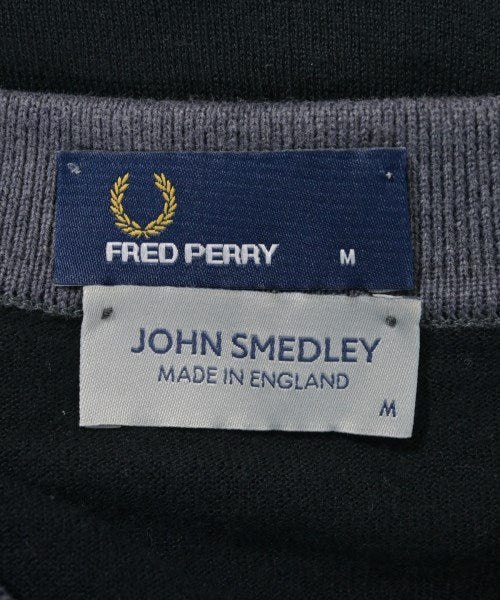 FRED PERRY M
JOHN SMEDLEY
MADE IN ENGLAND
M